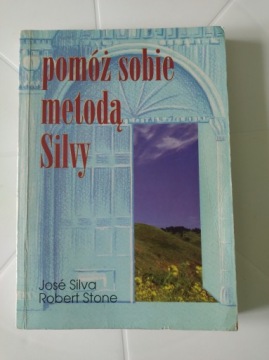 pomóż sobie
metodą
Silvy
José Silva
Robert Stone